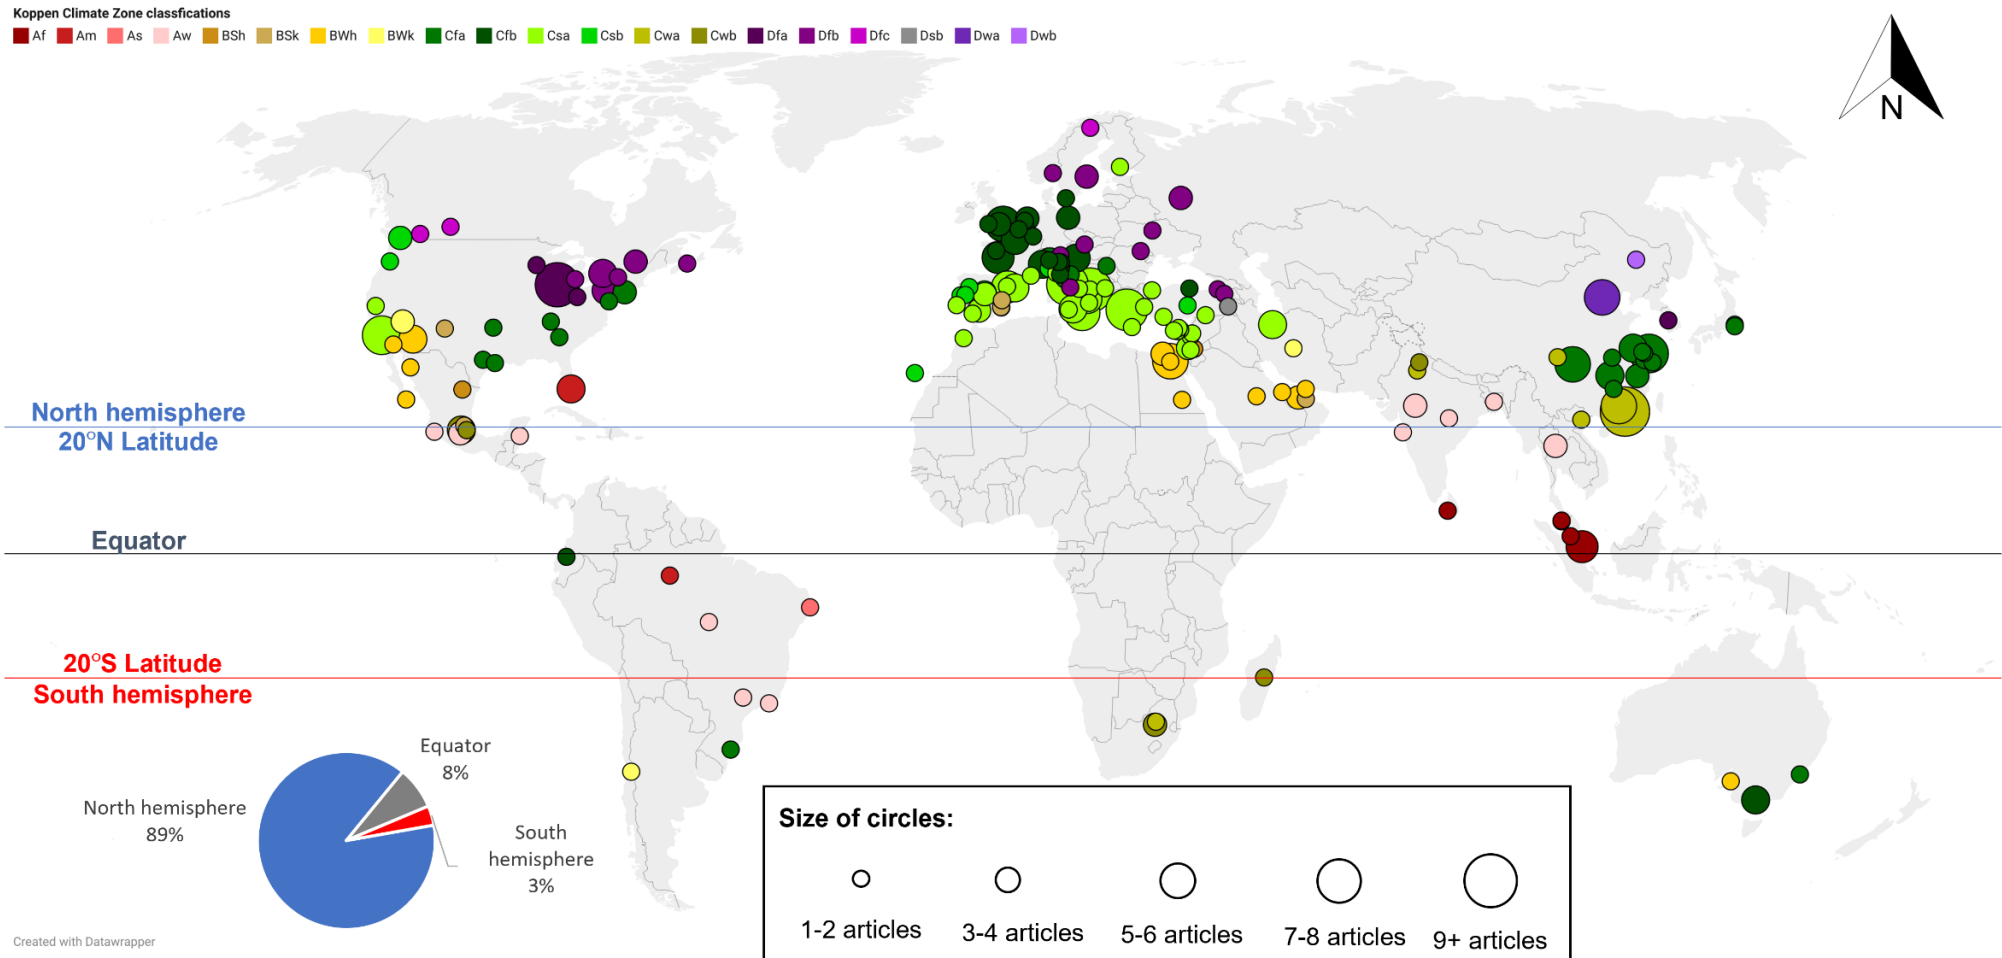 Koppen Climate Zone classfications
Af Am As Aw BSh BSk BWh BWk Cfa Cfb Csa Csb Cwa Cwb Dfa Dfb Dfc Dsb Dwa Dwb
N
North hemisphere
20°N Latitude
Equator
20°S Latitude
South hemisphere
Equator
8%
North hemisphere
89%
South
hemisphere
3%
Size of circles:
1-2 articles 3-4 articles 5-6 articles 7-8 articles 9+ articles
Created with Datawrapper